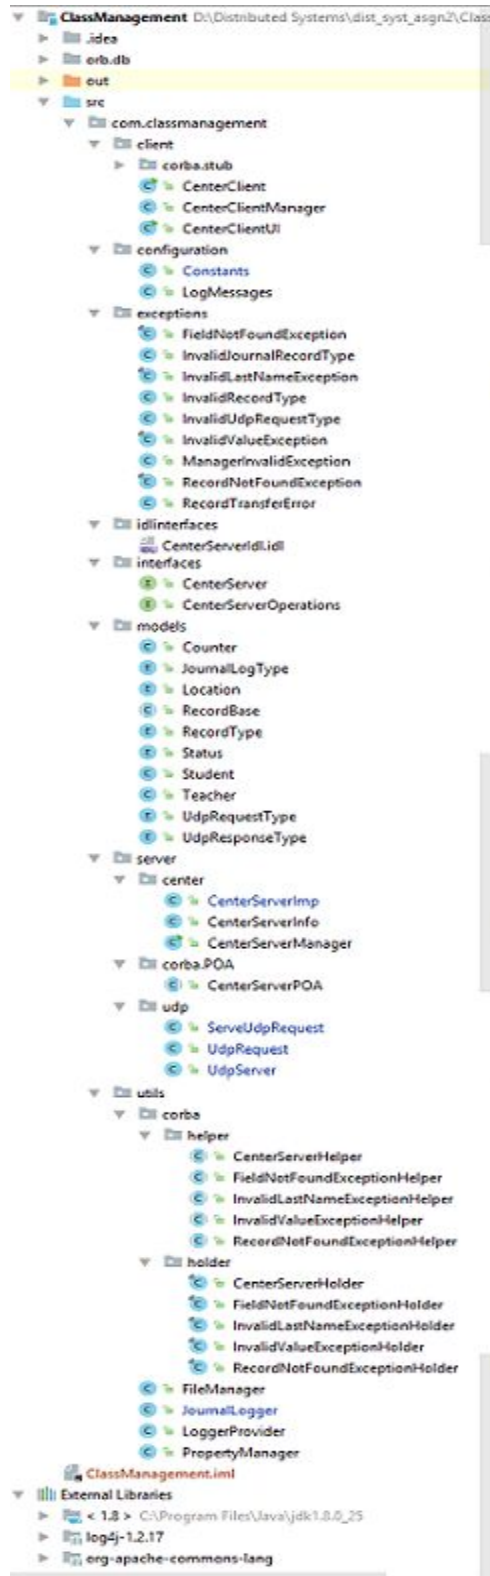 ClassManagement D:\Distributed Systems\dist_syst_asgn2\Class
.idea
orb.db
out
src
com.classmanagement
client
corba.stub
CenterClient
CenterClientManager
CenterClientUI
configuration
Constants
LogMessages
exceptions
FieldNotFoundException
InvalidJournalRecordType
InvalidLastNameException
InvalidRecordType
InvalidUdpRequestType
InvalidValueException
ManagerInvalidException
RecordNotFoundException
RecordTransferError
idlinterfaces
CenterServerIdl.idl
interfaces
CenterServer
CenterServerOperations
models
Counter
JournalLogType
Location
RecordBase
RecordType
Status
Student
Teacher
UdpRequestType
UdpResponseType
server
center
CenterServerImp
CenterServerInfo
CenterServerManager
corba.POA
CenterServerPOA
udp
ServeUdpRequest
UdpRequest
UdpServer
utils
corba
helper
CenterServerHelper
FieldNotFoundExceptionHelper
InvalidLastNameExceptionHelper
InvalidValueExceptionHelper
RecordNotFoundExceptionHelper
holder
CenterServerHolder
FieldNotFoundExceptionHolder
InvalidLastNameExceptionHolder
InvalidValueExceptionHolder
RecordNotFoundExceptionHolder
FileManager
JournalLogger
LoggerProvider
PropertyManager
ClassManagement.iml
External Libraries
< 1.8 > C:\Program Files\Java\jdk1.8.0_25
log4j-1.2.17
org-apache-commons-lang